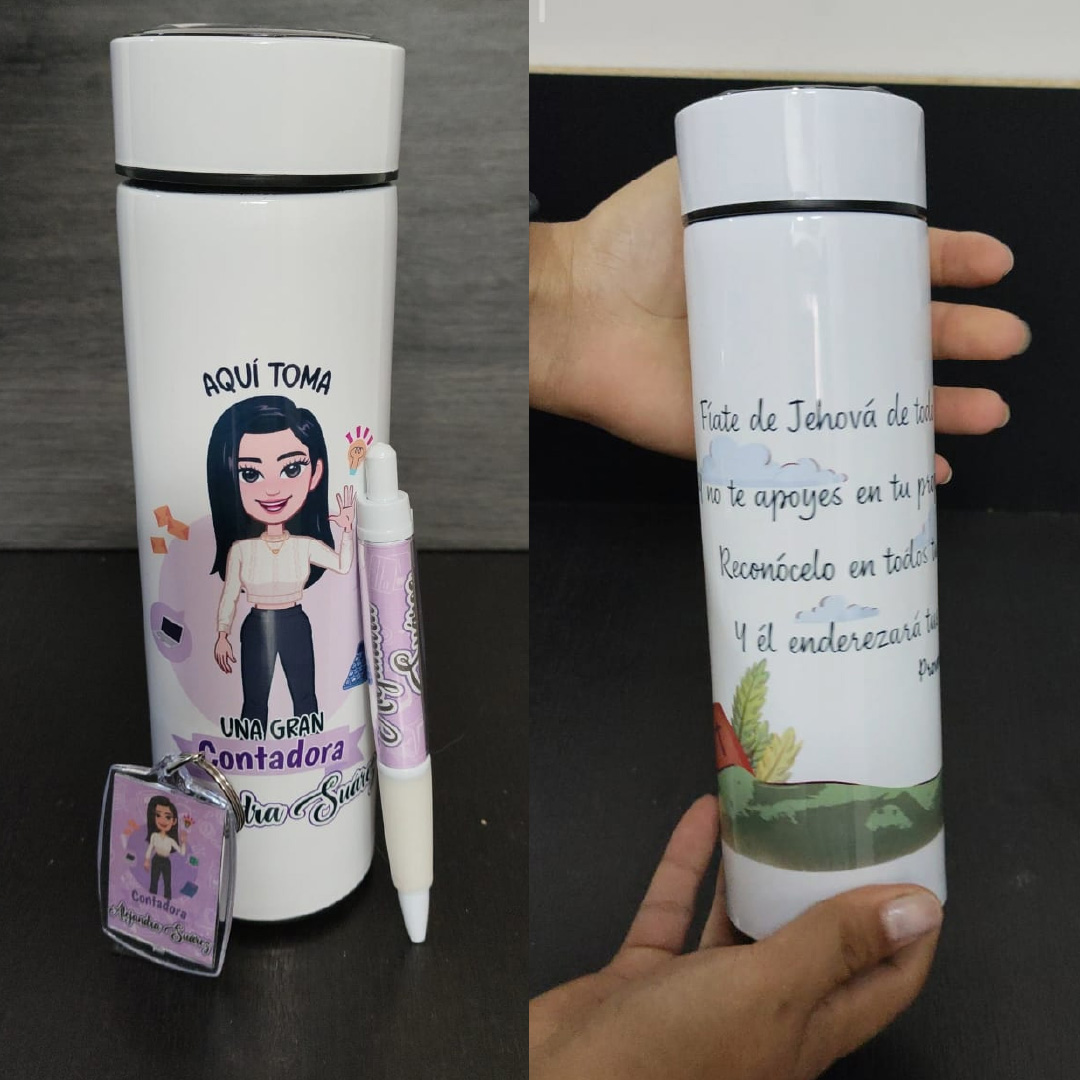 AQUÍ TOMA
UNA GRAN
Contadora
Suárez
Contadora
Alejandra Suárez
Fíate de Jehová de
no te apoyes en tu
Reconócelo en todos
Y él enderezará